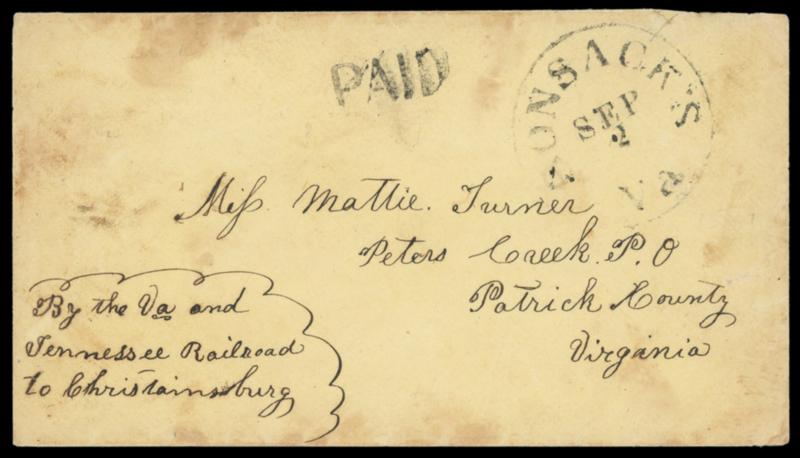 PAID
BONSACK'S
SEP
2
Va
Miss. Mattie. Turner
Peters Creek. P. O
Patrick County
Virginia
By the Va and
Tennessee Railroad
to Christainsburg